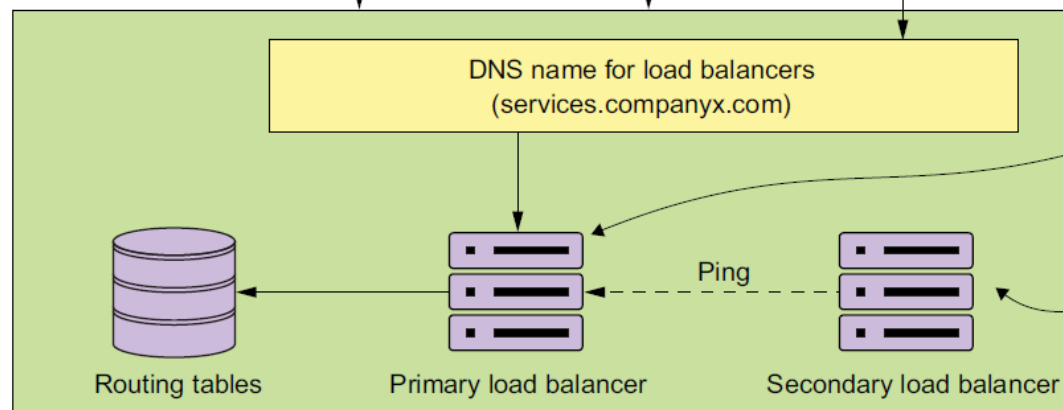 DNS name for load balancers
(services.companyx.com)
Ping
Routing tables
Primary load balancer
Secondary load balancer